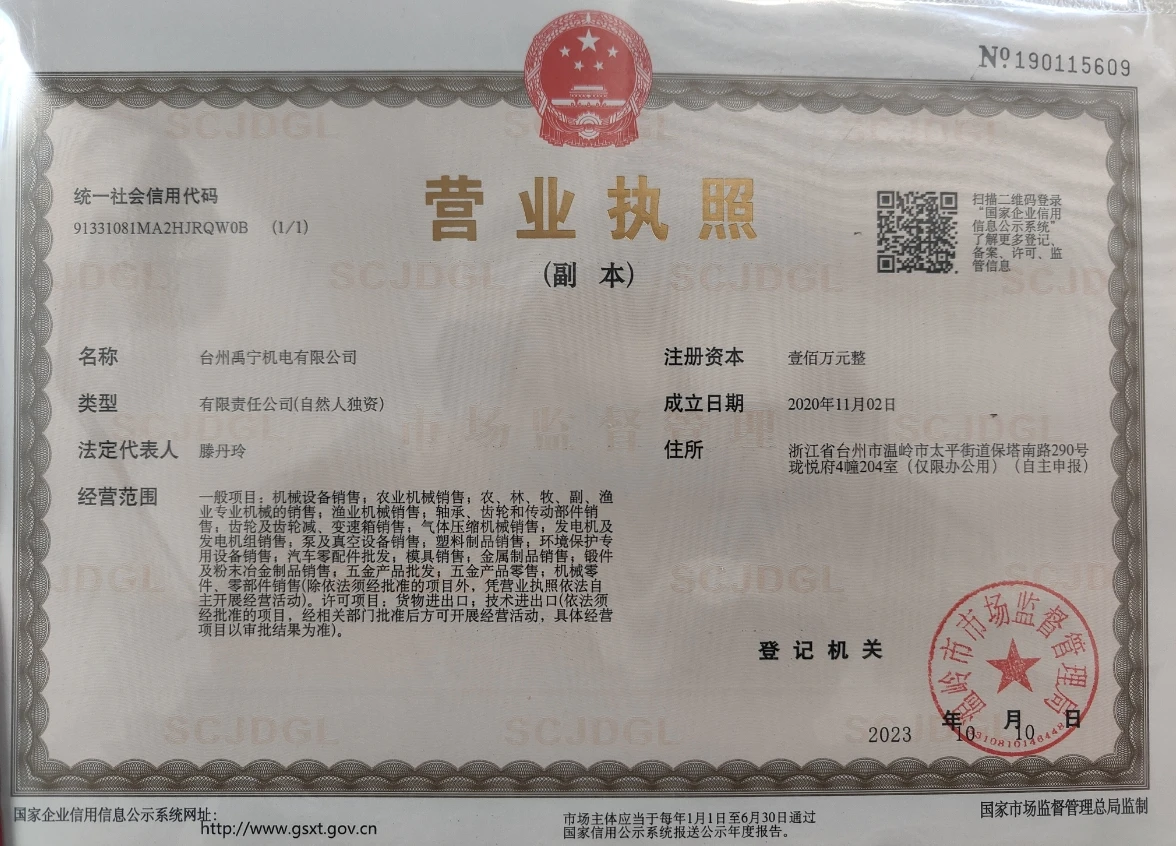 №190115609
统一社会信用代码
91331081MA2HJRQW0B (1/1)
营业执照
(副 本)
扫描二维码登录
“国家企业信用
信息公示系统”
了解更多登记、
备案、许可、监
管信息
名称 台州禹宁机电有限公司
类型 有限责任公司(自然人独资)
法定代表人 滕丹玲
经营范围 一般项目：机械设备销售；农业机械销售；农、林、牧、副、渔
业专业机械的销售；渔业机械销售；轴承、齿轮和传动部件销
售；齿轮及齿轮减、变速箱销售；气体压缩机械销售；发电机及
发电机组销售；泵及真空设备销售；塑料制品销售；环境保护专
用设备销售；汽车零配件批发；模具销售；金属制品销售；锻件
及粉末冶金制品销售；五金产品批发；五金产品零售；机械零
件、零部件销售(除依法须经批准的项目外，凭营业执照依法自
主开展经营活动)。许可项目：货物进出口；技术进出口(依法须
经批准的项目，经相关部门批准后方可开展经营活动，具体经营
项目以审批结果为准)。
注册资本 壹佰万元整
成立日期 2020年11月02日
住所 浙江省台州市温岭市太平街道保塔南路290号
珑悦府4幢204室（仅限办公用）（自主申报）
登记机关
温岭市市场监督管理局
2023 年 10 月 10 日
SCJDGL
市场监督管理
国家企业信用信息公示系统网址：
http://www.gsxt.gov.cn
市场主体应当于每年1月1日至6月30日通过
国家信用公示系统报送公示年度报告。
国家市场监督管理总局监制